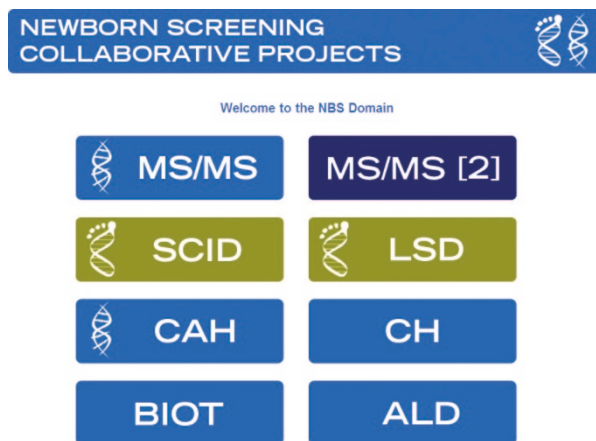 NEWBORN SCREENING
COLLABORATIVE PROJECTS
Welcome to the NBS Domain
MS/MS
MS/MS [2]
SCID
LSD
CAH
CH
BIOT
ALD